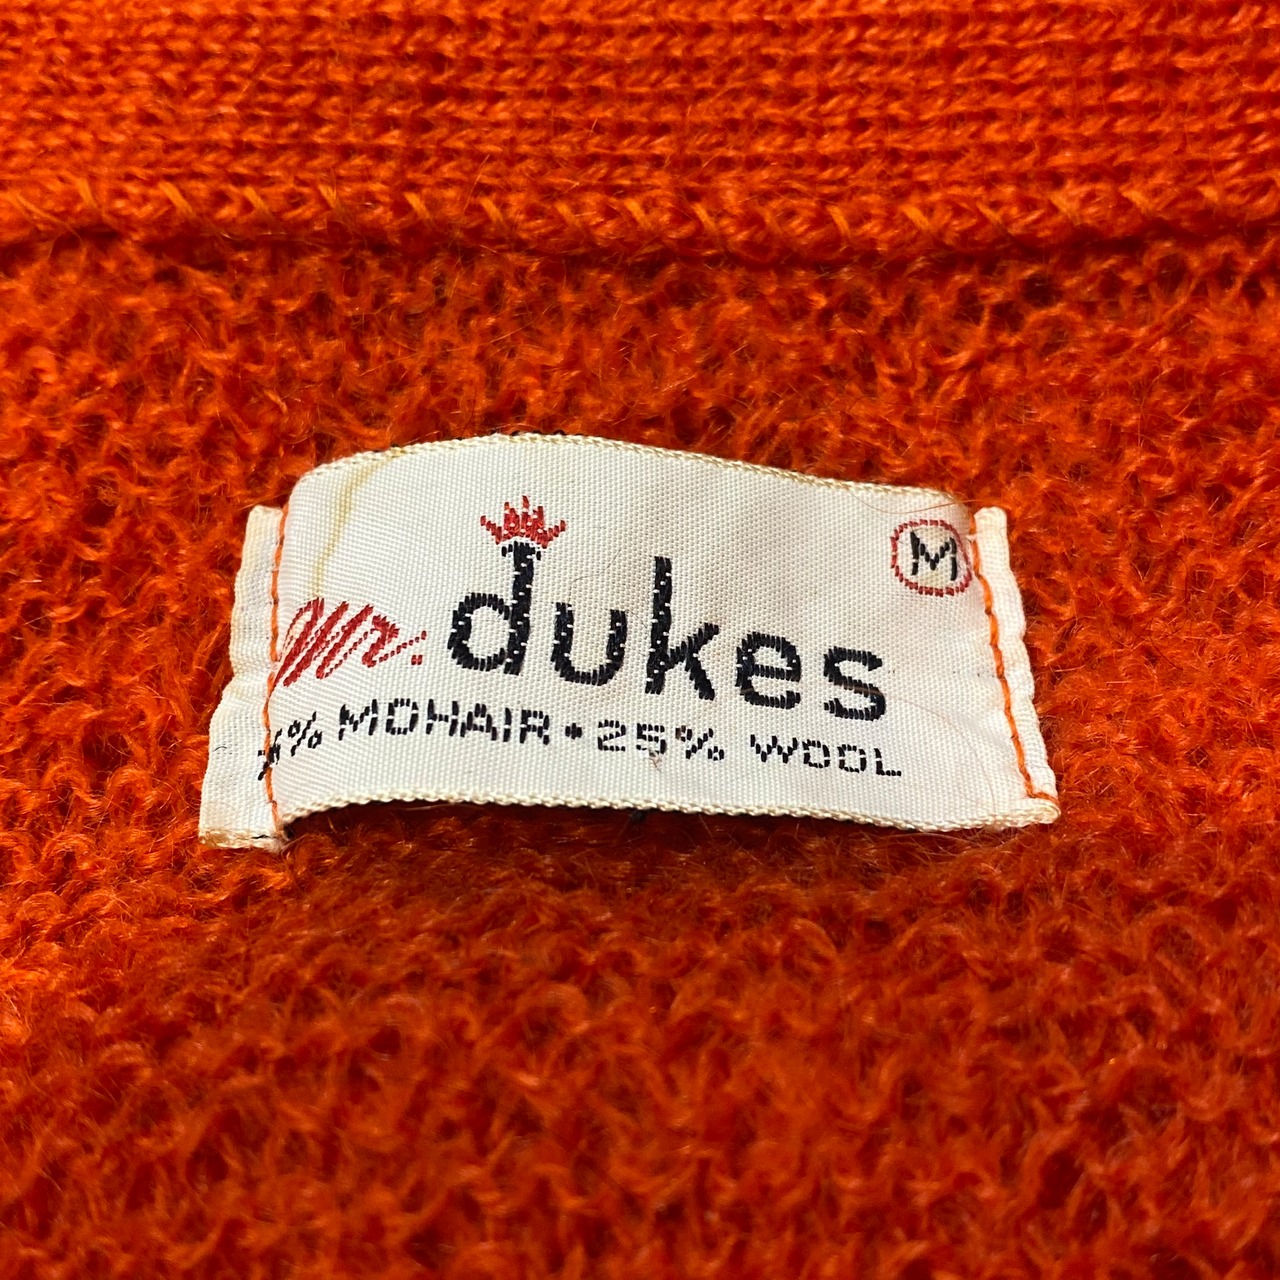 M
Mr. dukes
% MOHAIR • 25% WOOL